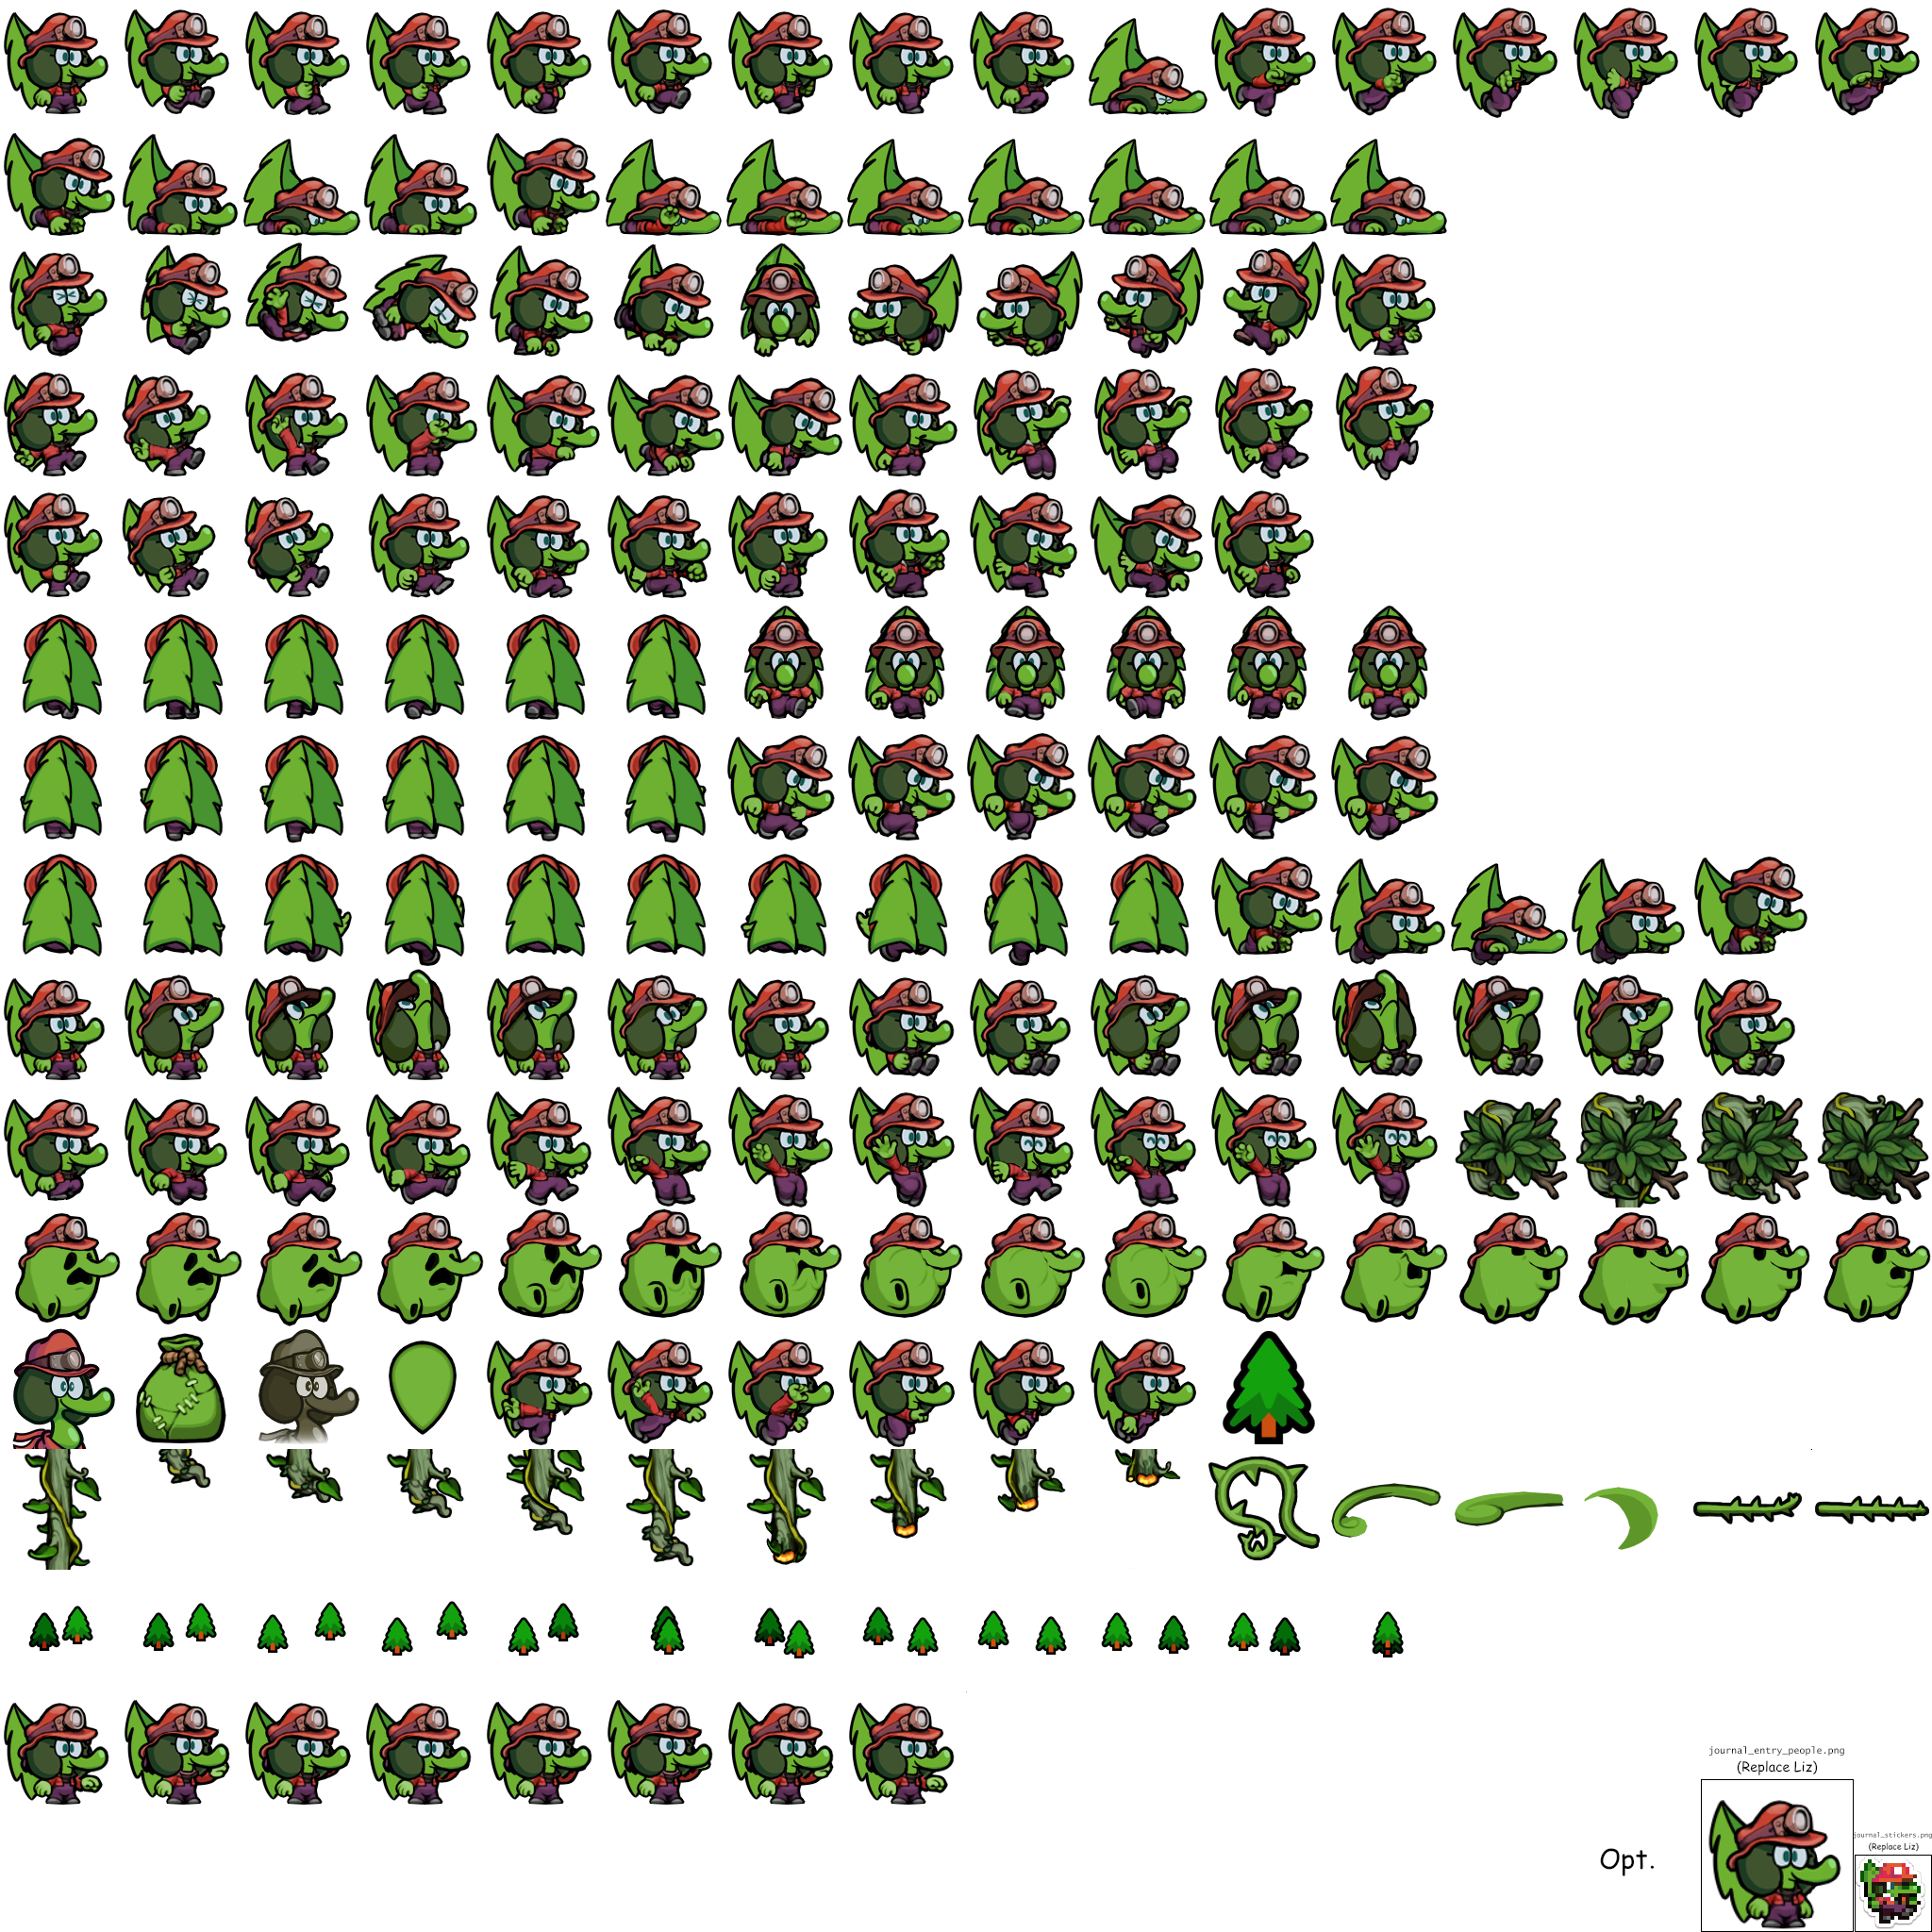 journal_entry_people.png
(Replace Liz)
journal_stickers.png
(Replace Liz)
Opt.